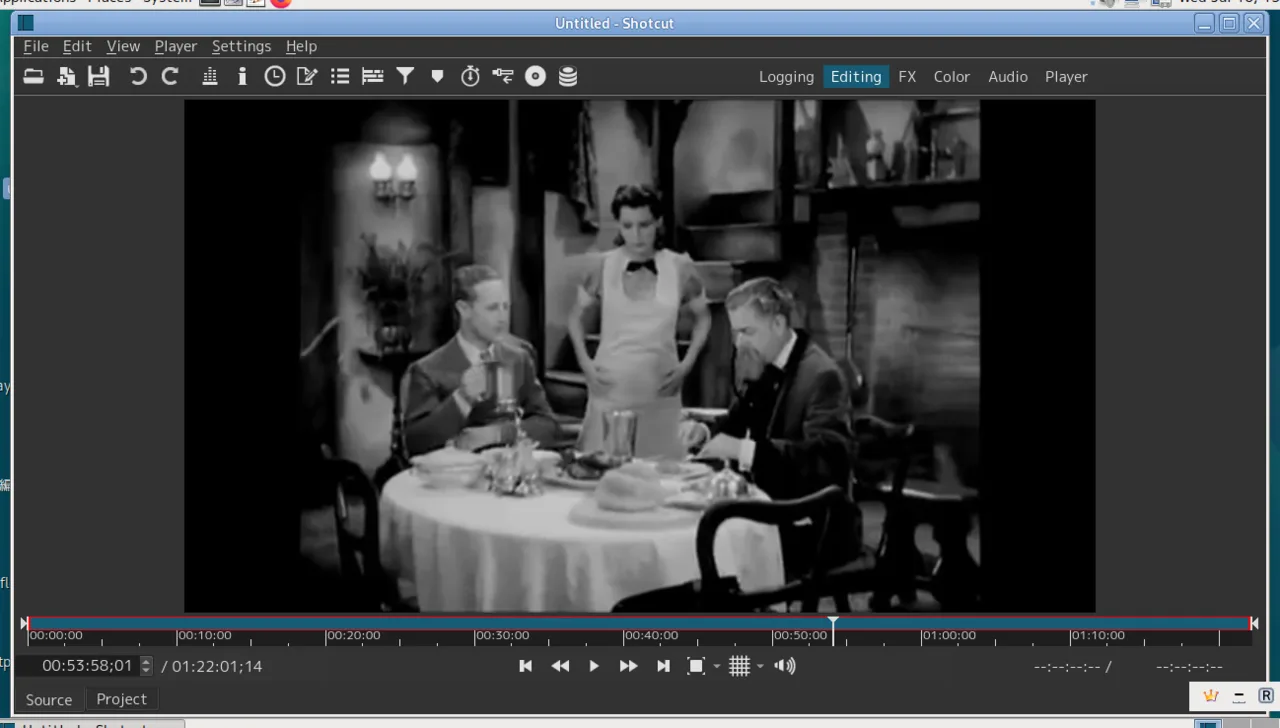 Untitled - Shotcut
File Edit View Player Settings Help
Logging Editing FX Color Audio Player
00:00:00 00:10:00 00:20:00 00:30:00 00:40:00 00:50:00 01:00:00 01:10:00
00:53:58;01 / 01:22:01;14 --:--:--:-- / --:--:--:--
Source Project